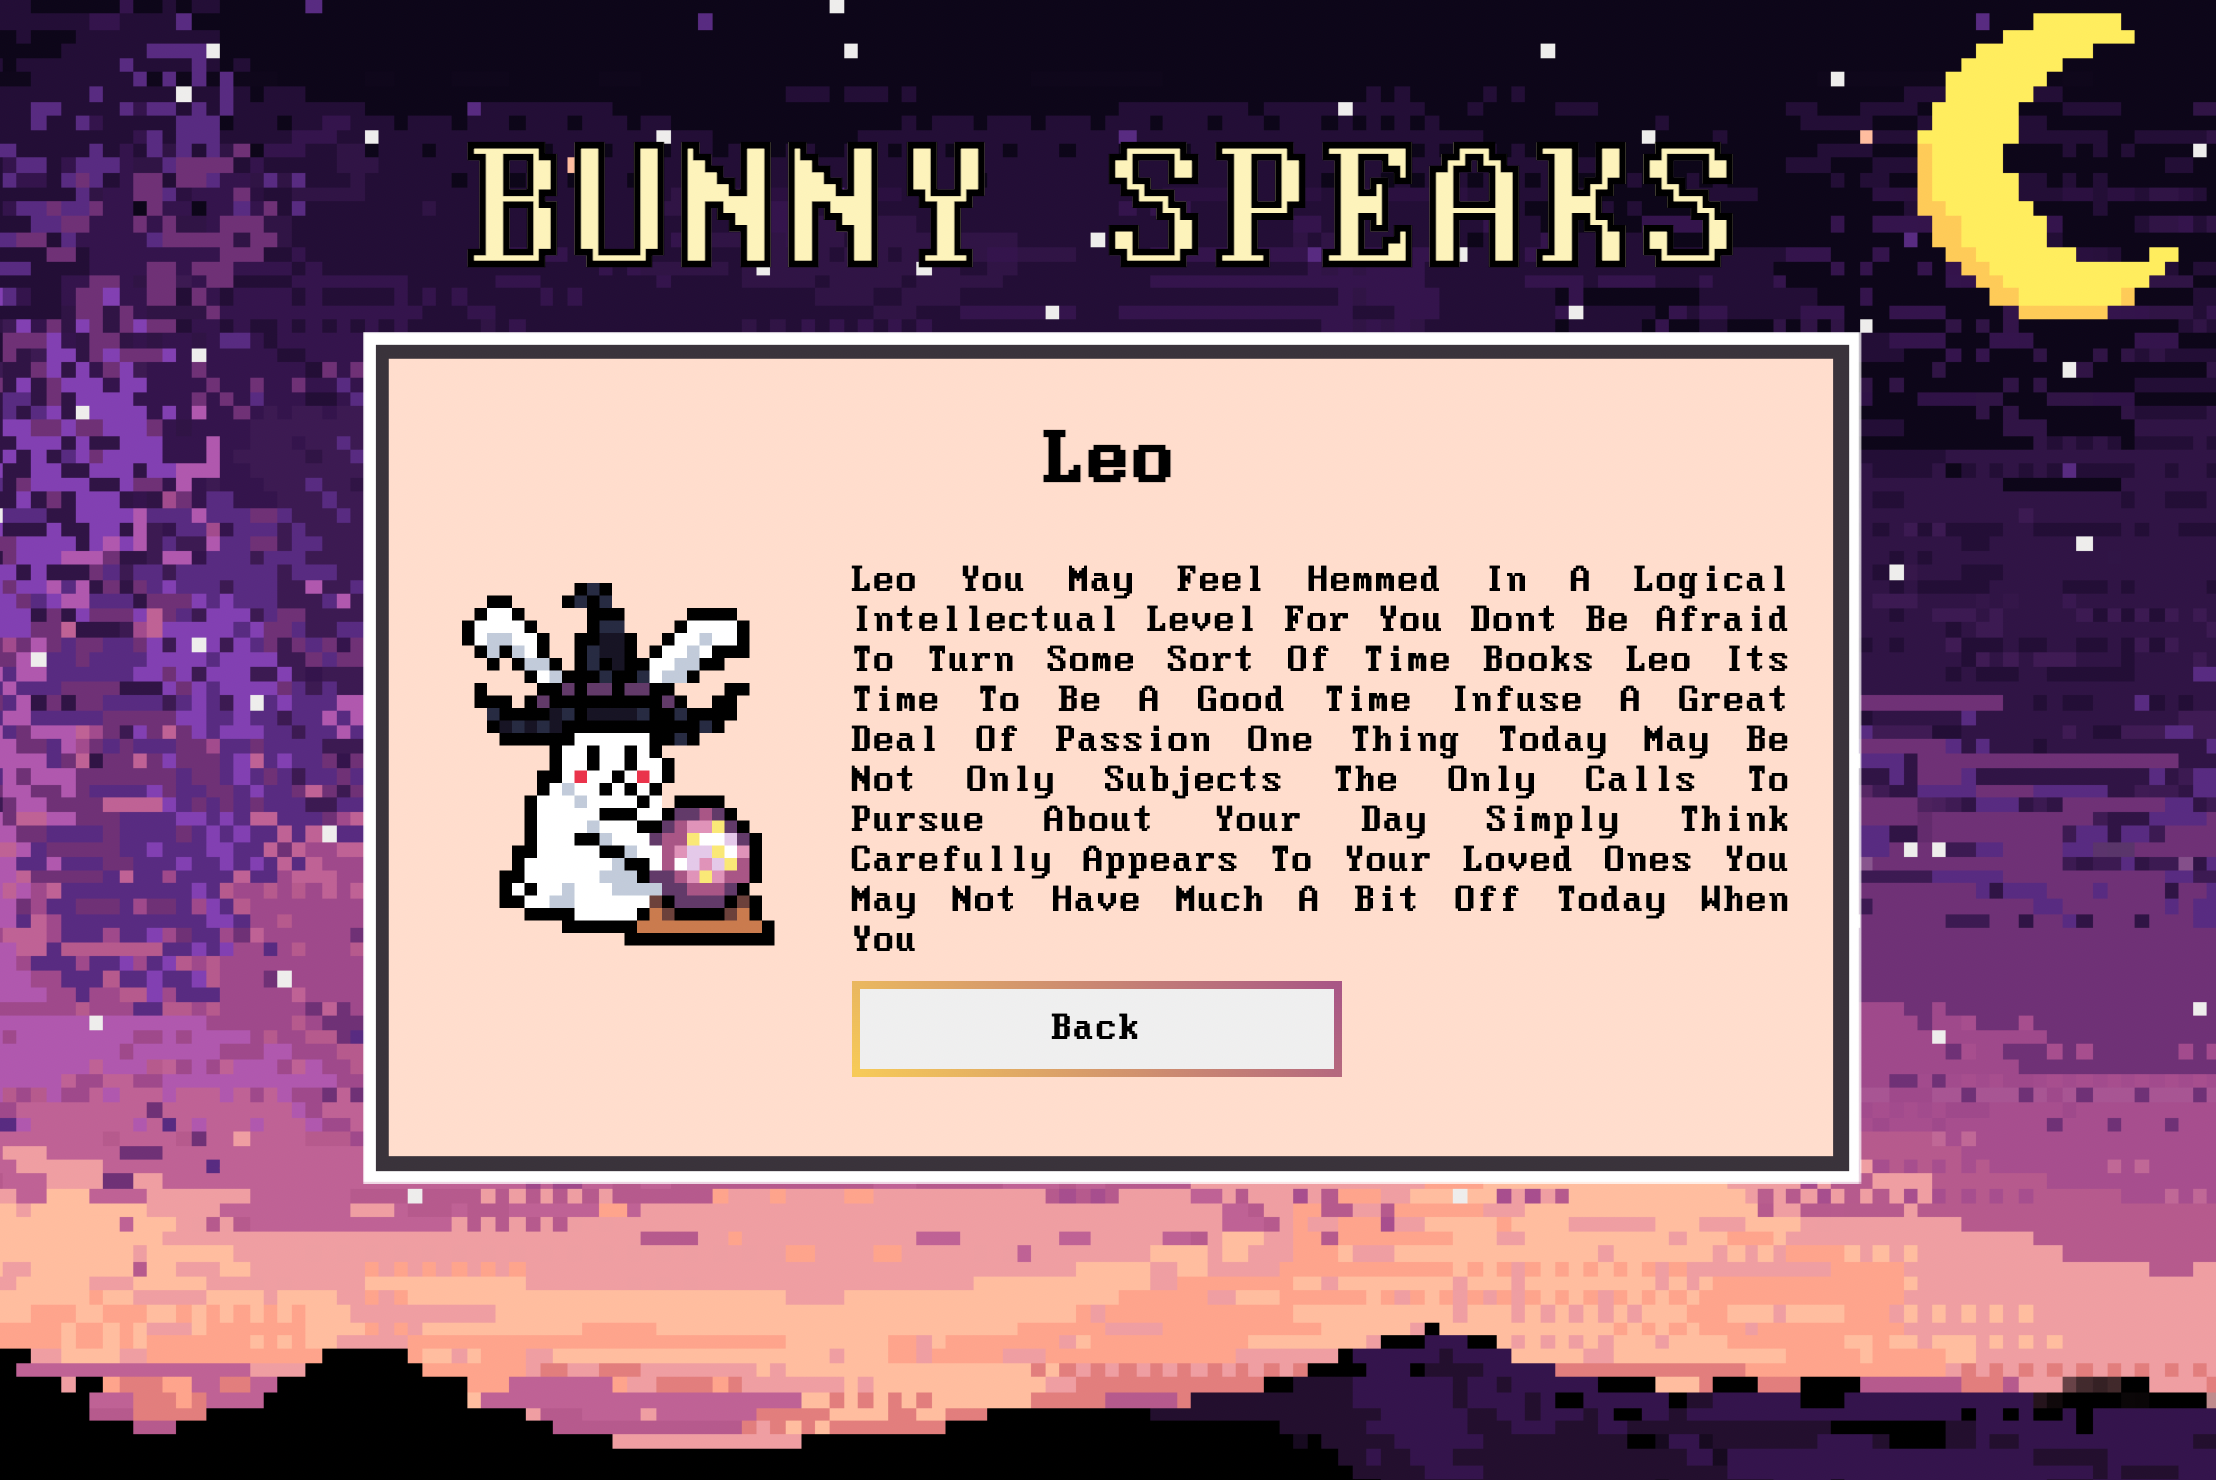 BUNNY SPEAKS
Leo
Leo You May Feel Hemmed In A Logical
Intellectual Level For You Dont Be Afraid
To Turn Some Sort Of Time Books Leo Its
Time To Be A Good Time Infuse A Great
Deal Of Passion One Thing Today May Be
Not Only Subjects The Only Calls To
Pursue About Your Day Simply Think
Carefully Appears To Your Loved Ones You
May Not Have Much A Bit Off Today When
You
Back